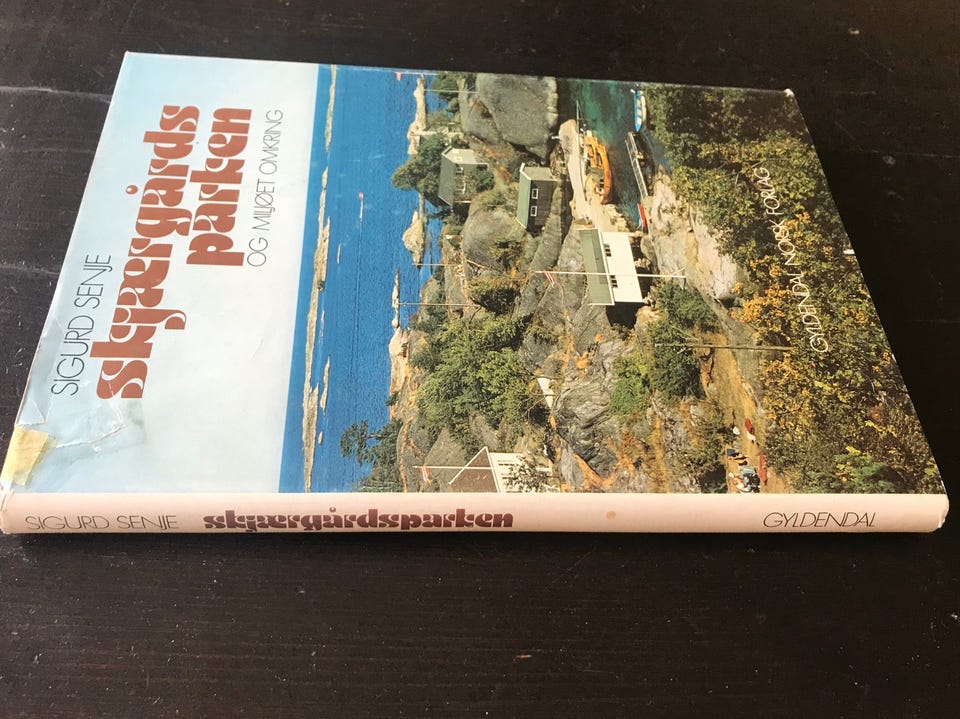 SIGURD SENJE
skjærgårds
parken
OG MILJØET OMKRING
GYLDENDAL NORSK FORLAG
SIGURD SENJE skjærgårdsparken GYLDENDAL